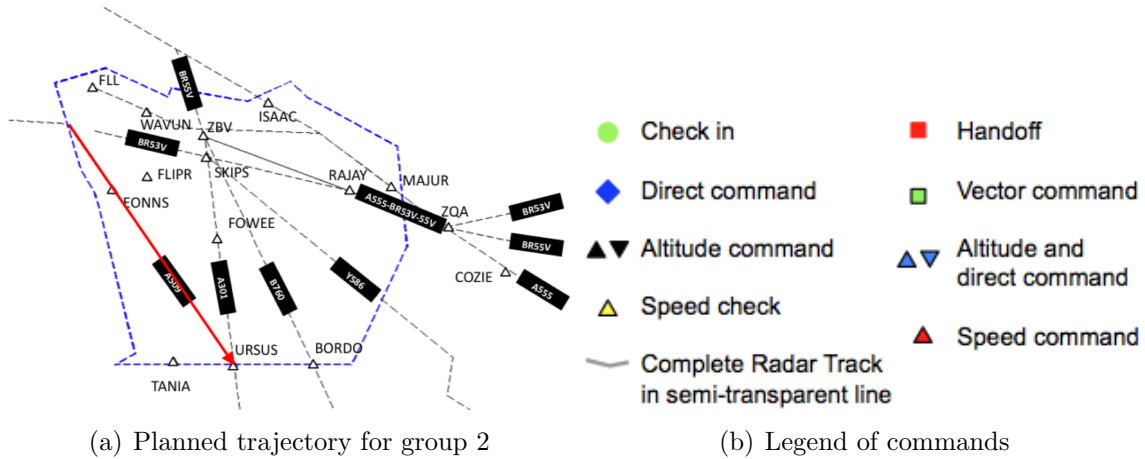 FLL
BR55V
ISAAC
WAVUN
ZBV
BR53V
FLIPR
SKIPS
RAJAY
MAJUR
FONNS
FOWEE
A555-BR53V-55V
ZQA
BR53V
BR55V
COZIE
A555
A509
A301
B760
Y586
URSUS
BORDO
TANIA
(a) Planned trajectory for group 2
Check in
Handoff
Direct command
Vector command
Altitude command
Altitude and
direct command
Speed check
Speed command
Complete Radar Track
in semi-transparent line
(b) Legend of commands